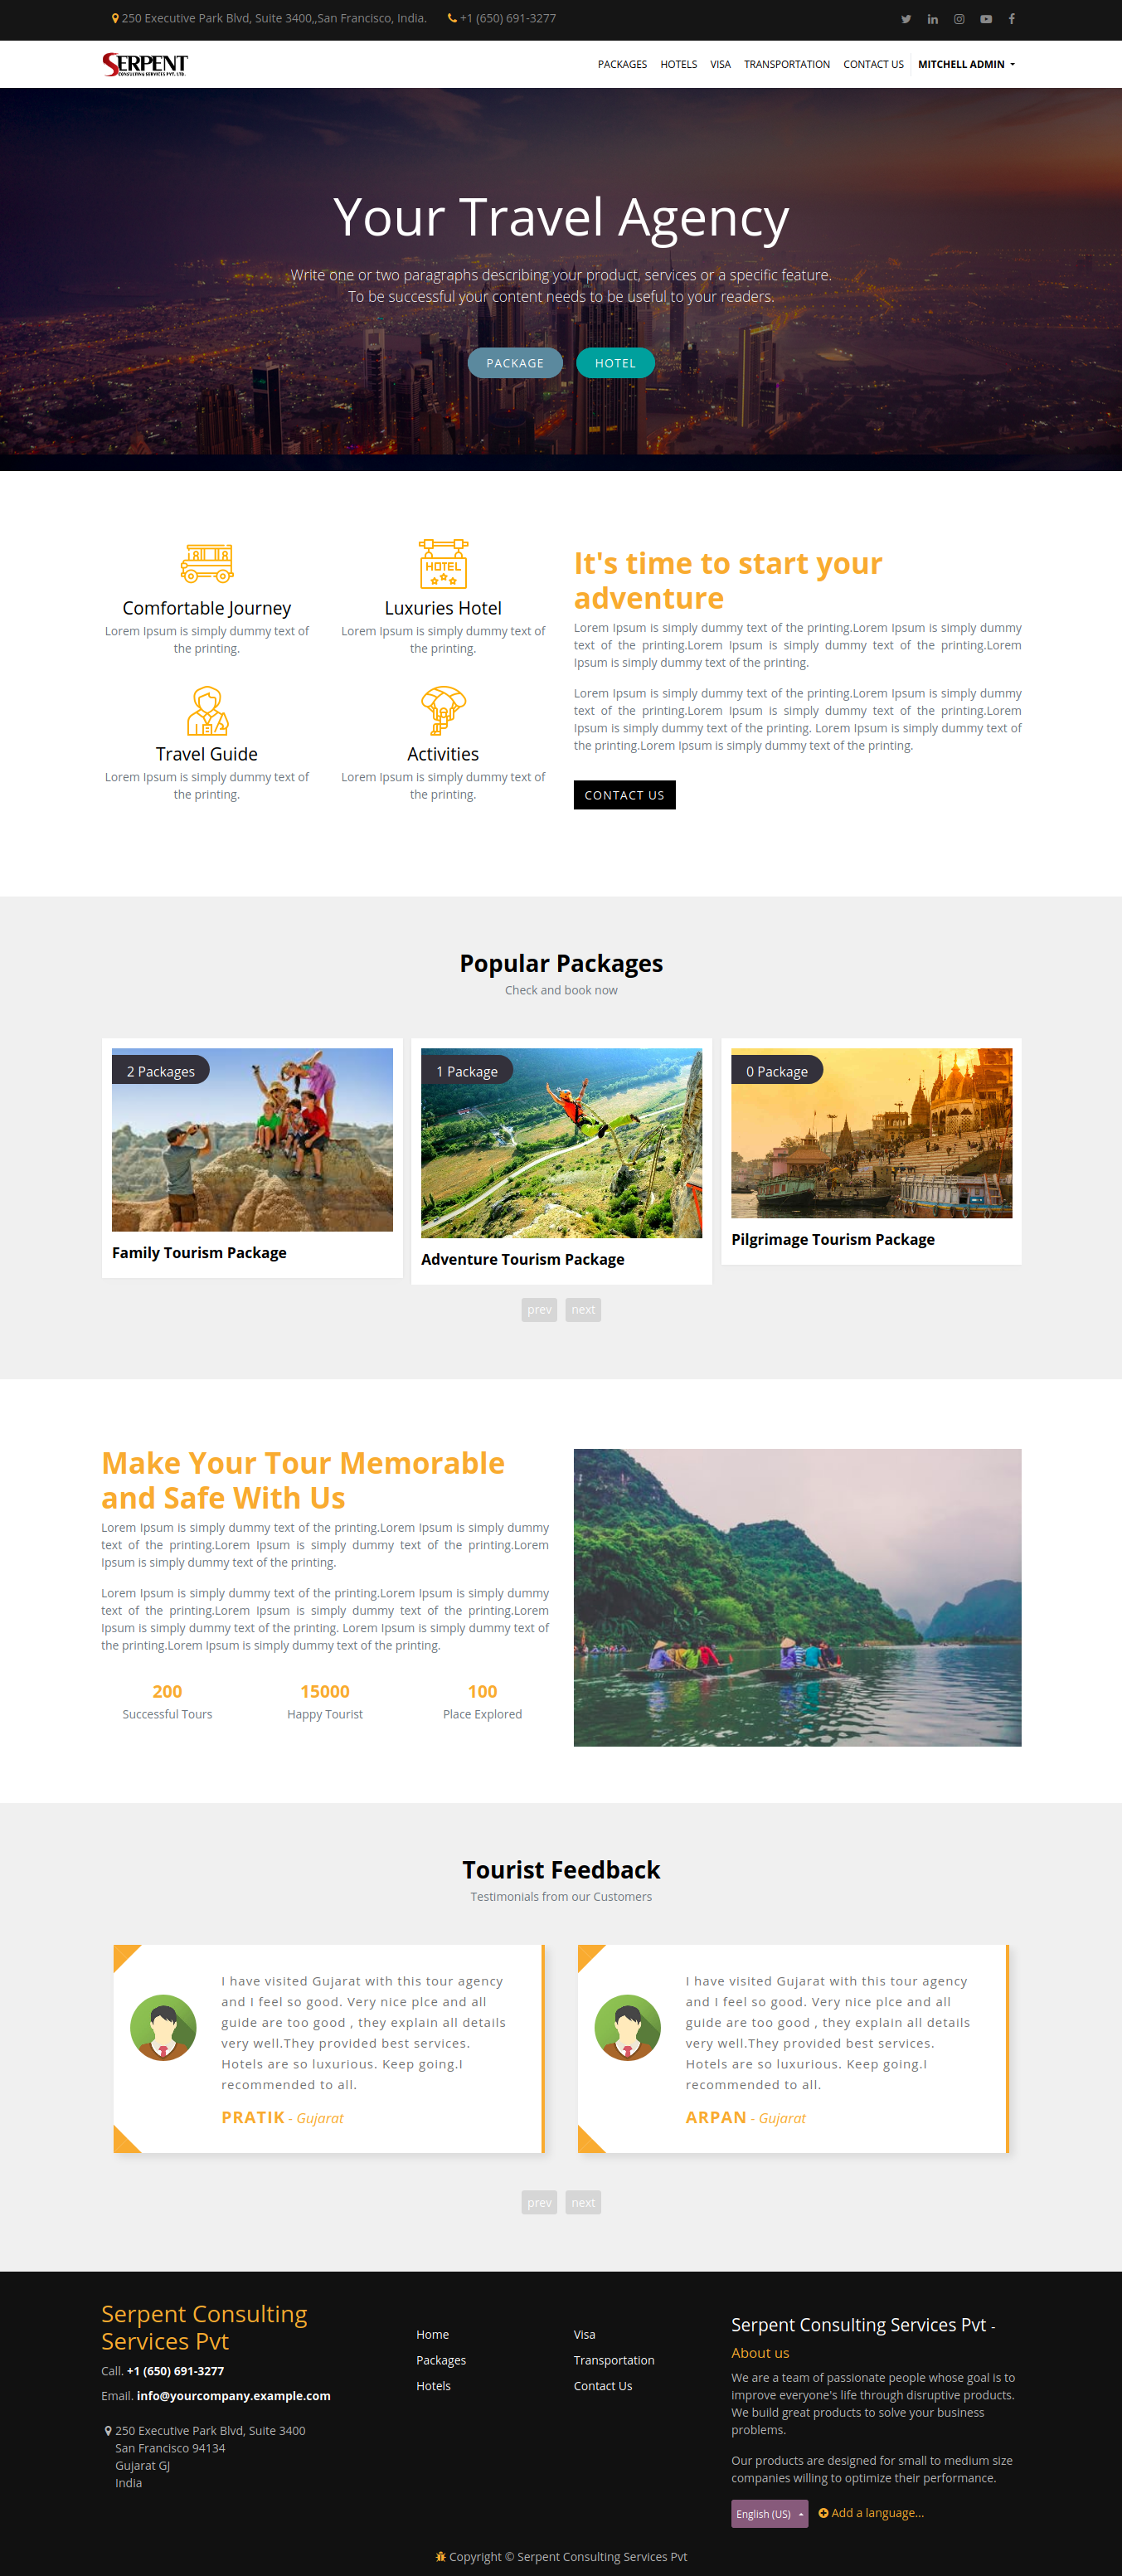 250 Executive Park Blvd, Suite 3400,,San Francisco, India. +1 (650) 691-3277
SERPENT
CONSULTING SERVICES PVT. LTD.
PACKAGES HOTELS VISA TRANSPORTATION CONTACT US MITCHELL ADMIN
Your Travel Agency
Write one or two paragraphs describing your product, services or a specific feature.
To be successful your content needs to be useful to your readers.
PACKAGE HOTEL
HOTEL
Comfortable Journey
Lorem Ipsum is simply dummy text of
the printing.
Luxuries Hotel
Lorem Ipsum is simply dummy text of
the printing.
Travel Guide
Lorem Ipsum is simply dummy text of
the printing.
Activities
Lorem Ipsum is simply dummy text of
the printing.
It's time to start your
adventure
Lorem Ipsum is simply dummy text of the printing.Lorem Ipsum is simply dummy
text of the printing.Lorem Ipsum is simply dummy text of the printing.Lorem
Ipsum is simply dummy text of the printing.
Lorem Ipsum is simply dummy text of the printing.Lorem Ipsum is simply dummy
text of the printing.Lorem Ipsum is simply dummy text of the printing.Lorem
Ipsum is simply dummy text of the printing. Lorem Ipsum is simply dummy text of
the printing.Lorem Ipsum is simply dummy text of the printing.
CONTACT US
Popular Packages
Check and book now
2 Packages
Family Tourism Package
1 Package
Adventure Tourism Package
0 Package
Pilgrimage Tourism Package
prev next
Make Your Tour Memorable
and Safe With Us
Lorem Ipsum is simply dummy text of the printing.Lorem Ipsum is simply dummy
text of the printing.Lorem Ipsum is simply dummy text of the printing.Lorem
Ipsum is simply dummy text of the printing.
Lorem Ipsum is simply dummy text of the printing.Lorem Ipsum is simply dummy
text of the printing.Lorem Ipsum is simply dummy text of the printing.Lorem
Ipsum is simply dummy text of the printing. Lorem Ipsum is simply dummy text of
the printing.Lorem Ipsum is simply dummy text of the printing.
200 15000 100
Successful Tours Happy Tourist Place Explored
Tourist Feedback
Testimonials from our Customers
I have visited Gujarat with this tour agency
and I feel so good. Very nice plce and all
guide are too good , they explain all details
very well.They provided best services.
Hotels are so luxurious. Keep going.I
recommended to all.
PRATIK - Gujarat
I have visited Gujarat with this tour agency
and I feel so good. Very nice plce and all
guide are too good , they explain all details
very well.They provided best services.
Hotels are so luxurious. Keep going.I
recommended to all.
ARPAN - Gujarat
prev next
Serpent Consulting
Services Pvt
Call. +1 (650) 691-3277
Email. info@yourcompany.example.com
250 Executive Park Blvd, Suite 3400
San Francisco 94134
Gujarat GJ
India
Home
Packages
Hotels
Visa
Transportation
Contact Us
Serpent Consulting Services Pvt -
About us
We are a team of passionate people whose goal is to
improve everyone's life through disruptive products.
We build great products to solve your business
problems.
Our products are designed for small to medium size
companies willing to optimize their performance.
English (US) Add a language...
Copyright © Serpent Consulting Services Pvt